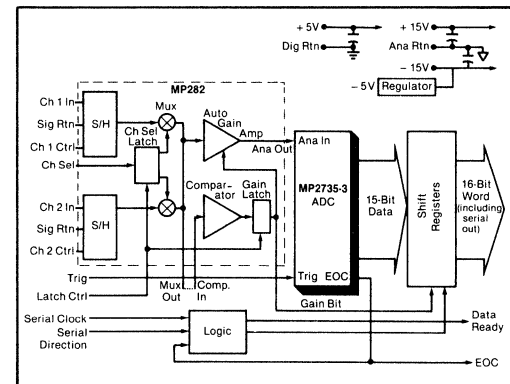 + 5V
Dig Rtn
+ 15V
Ana Rtn
- 15V
- 5V
Regulator
MP282
Ch 1 In
Sig Rtn
Ch 1 Ctrl
S/H
Mux
Ch Sel
Latch
Ch Sel
Auto
Gain
Amp
Ana Out
Compar-
ator
Gain
Latch
Ch 2 In
Sig Rtn
Ch 2 Ctrl
S/H
Ana In
MP2735-3
ADC
Trig EOC
15-Bit
Data
Shift
Registers
16-Bit
Word
(including
serial
out)
Trig
Latch Ctrl
Mux
Out
Comp.
In
Gain Bit
Serial Clock
Serial
Direction
Logic
Data
Ready
EOC